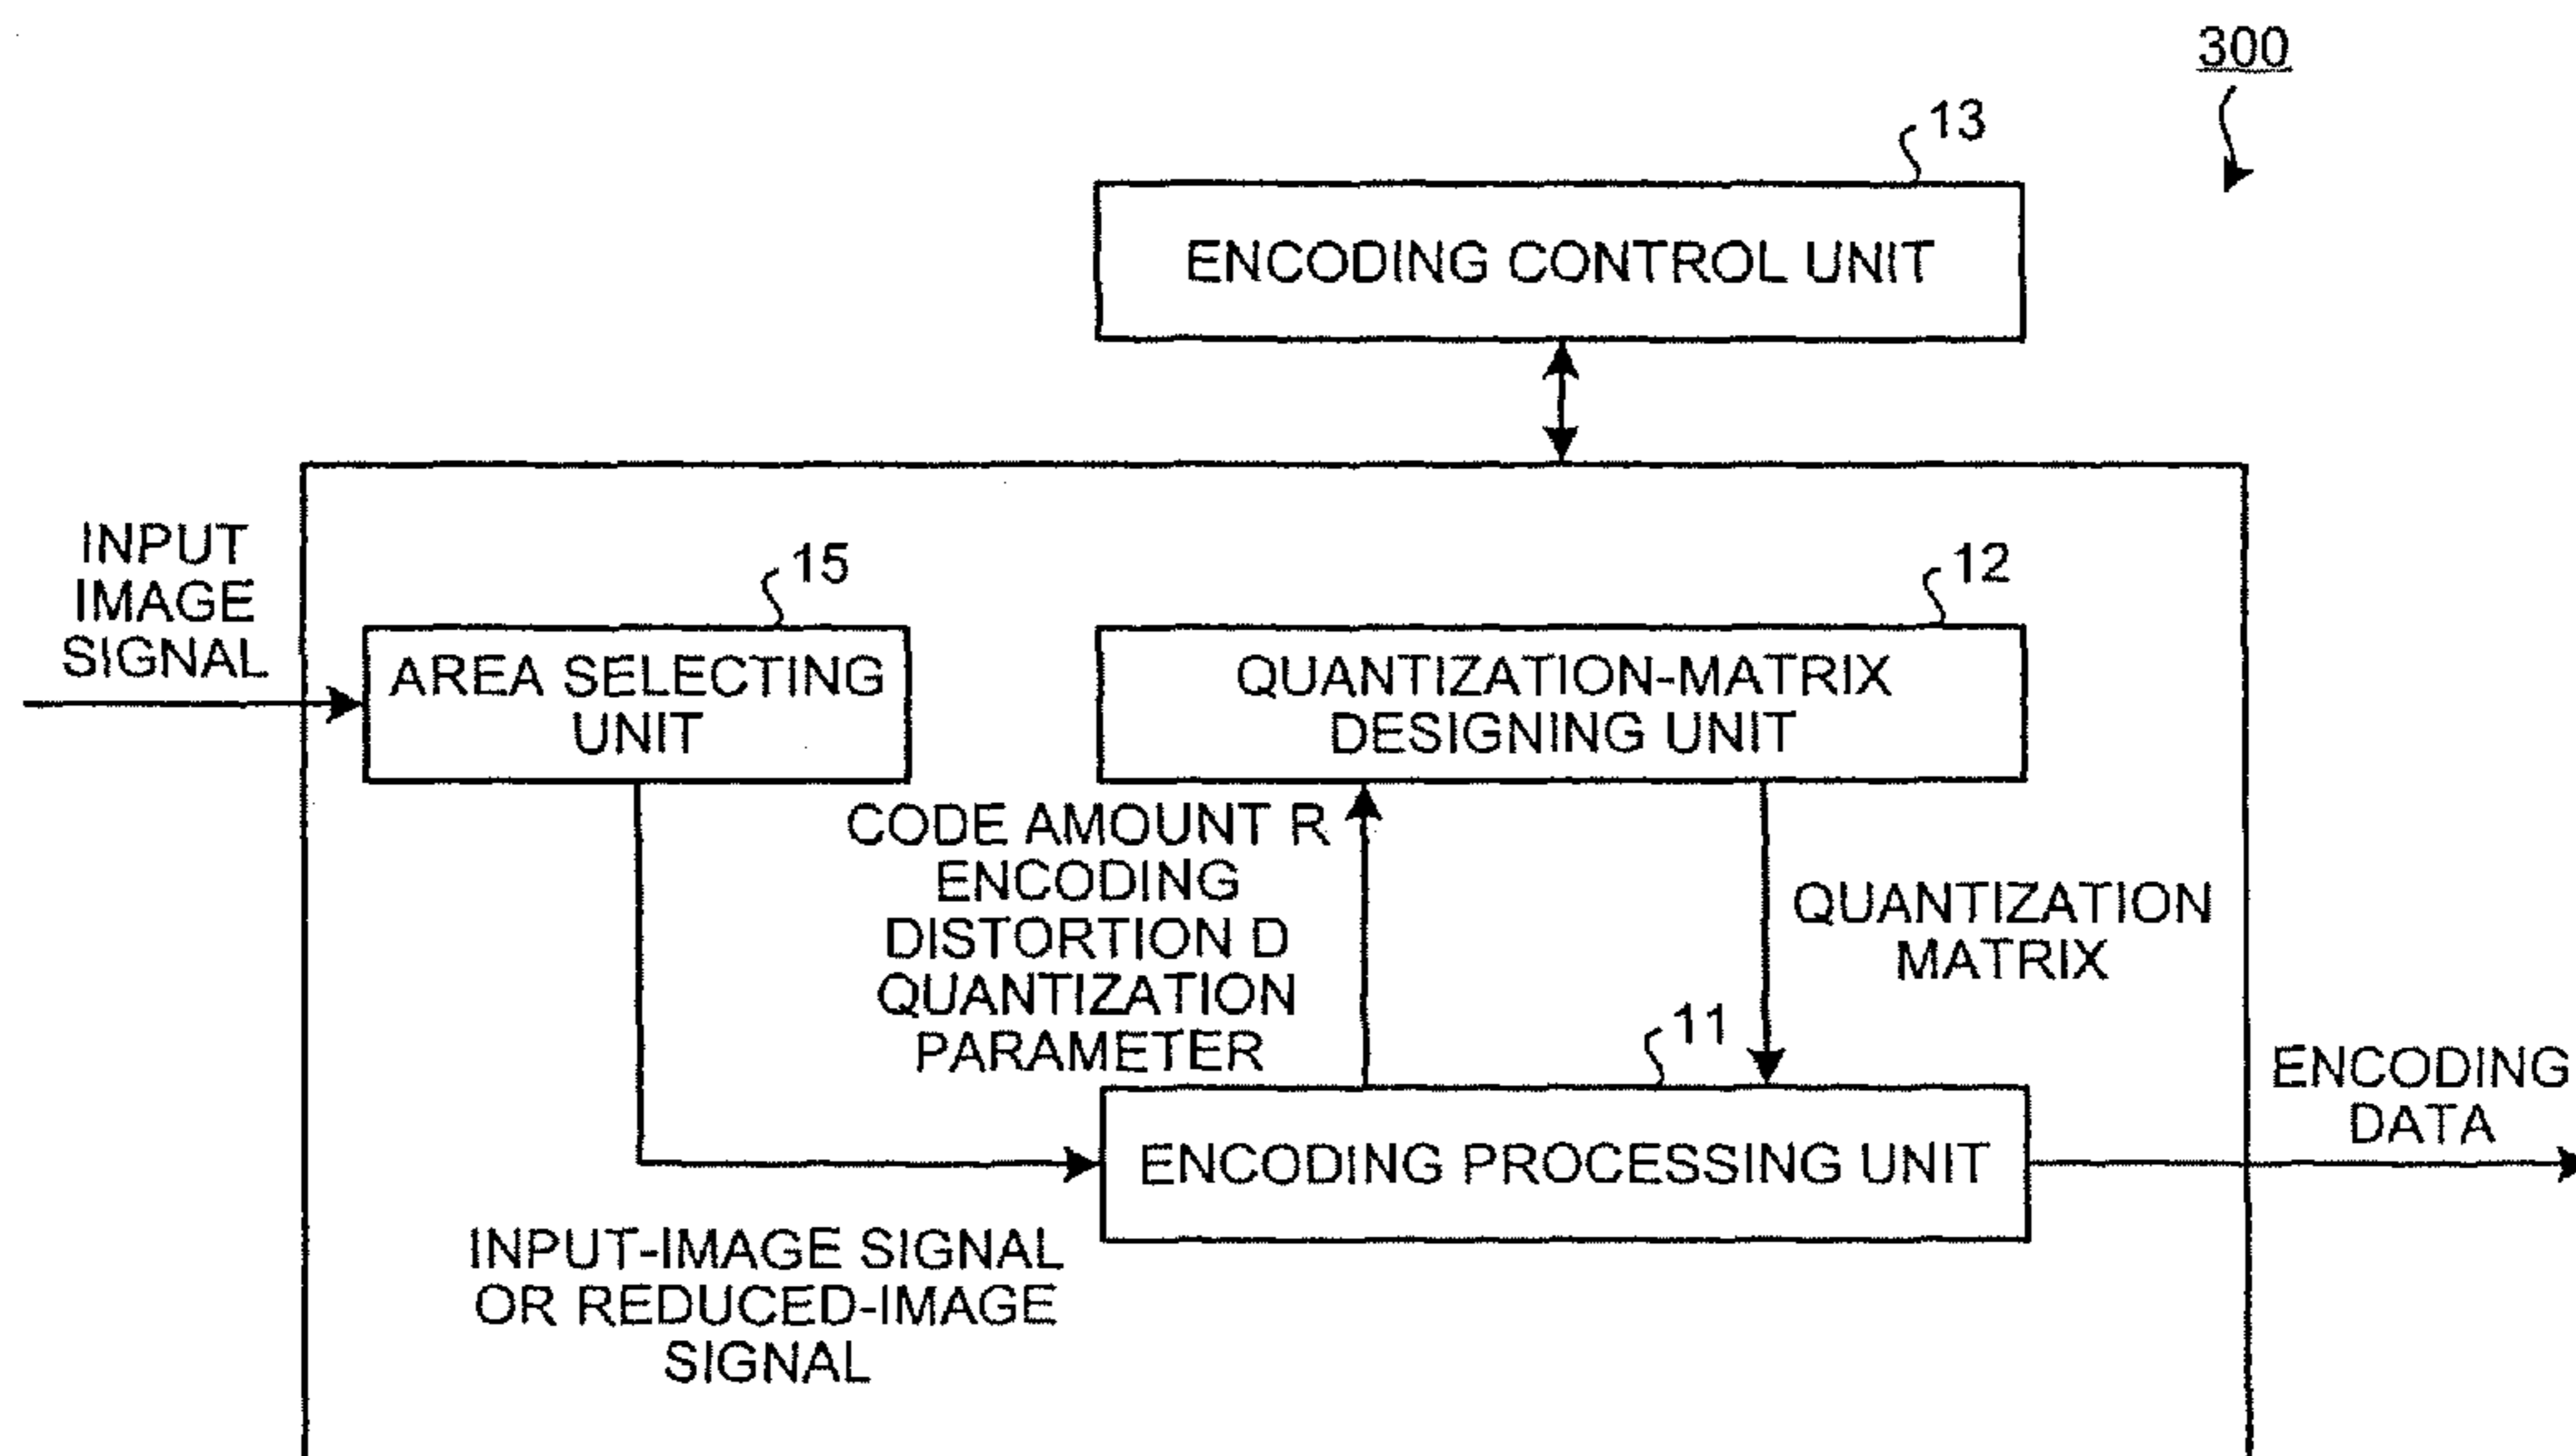 300
13
ENCODING CONTROL UNIT
INPUT
IMAGE
SIGNAL
15
AREA SELECTING
UNIT
12
QUANTIZATION-MATRIX
DESIGNING UNIT
CODE AMOUNT R
ENCODING
DISTORTION D
QUANTIZATION
PARAMETER
QUANTIZATION
MATRIX
11
ENCODING PROCESSING UNIT
ENCODING
DATA
INPUT-IMAGE SIGNAL
OR REDUCED-IMAGE
SIGNAL